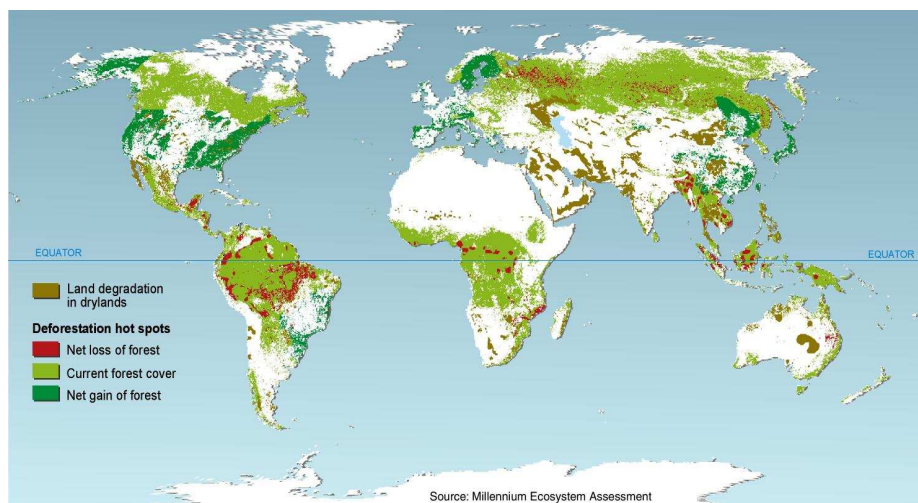 EQUATOR
EQUATOR
Land degradation
in drylands
Deforestation hot spots
Net loss of forest
Current forest cover
Net gain of forest
Source: Millennium Ecosystem Assessment